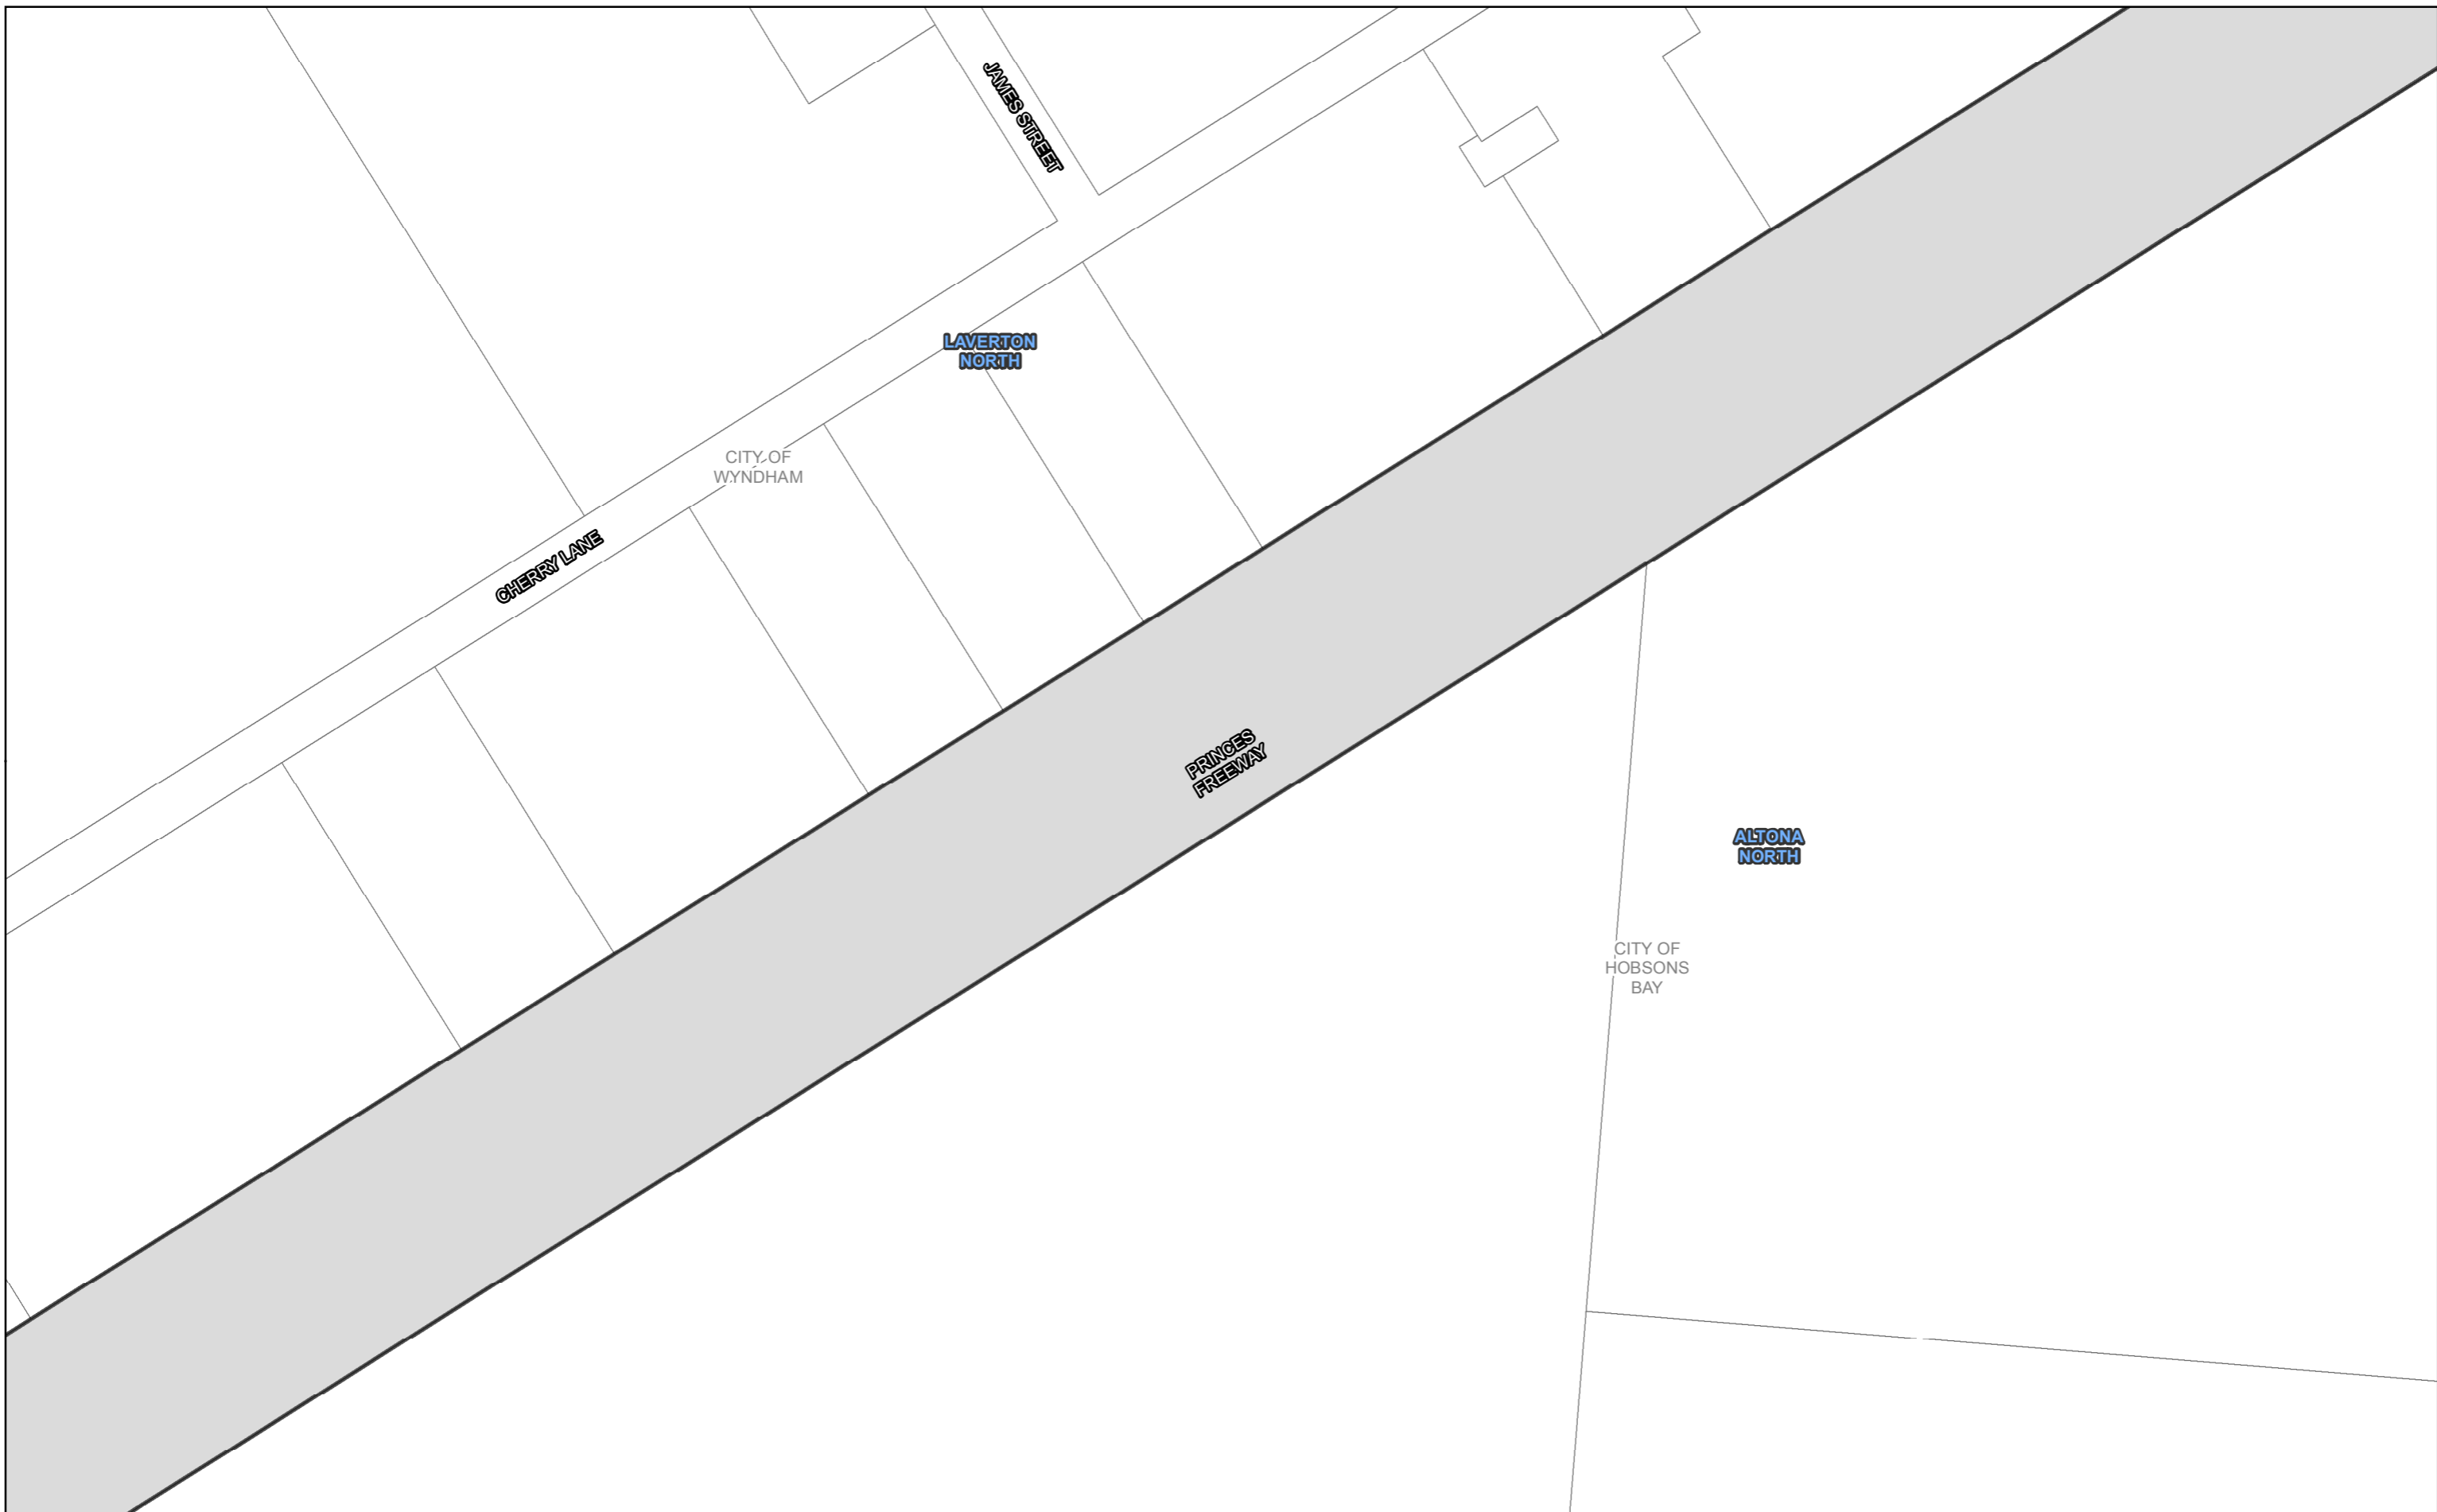 JAMES STREET
LAVERTON
NORTH
CITY OF
WYNDHAM
CHERRY LANE
PRINCES
FREEWAY
ALTONA
NORTH
CITY OF
HOBSONS
BAY